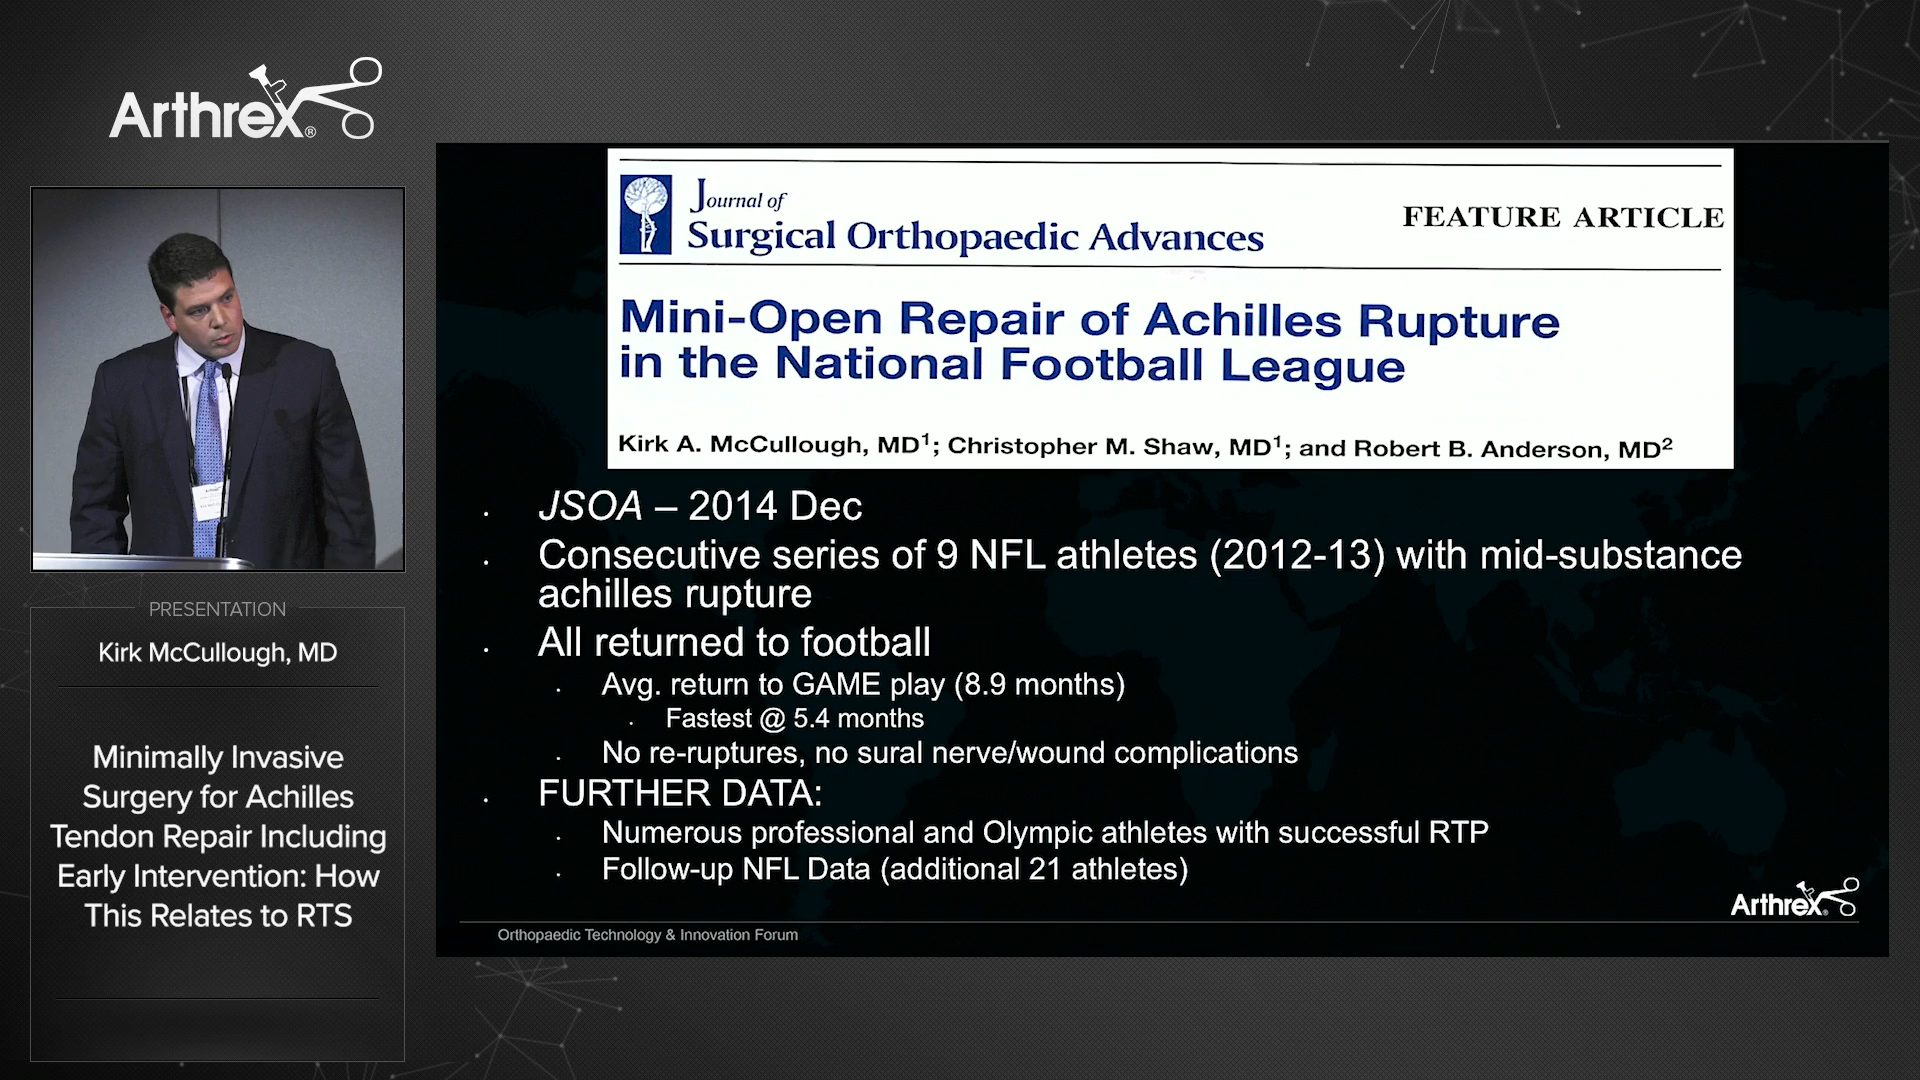 Arthrex®
PRESENTATION
Kirk McCullough, MD
Minimally Invasive
Surgery for Achilles
Tendon Repair Including
Early Intervention: How
This Relates to RTS
Journal of
Surgical Orthopaedic Advances
FEATURE ARTICLE
Mini-Open Repair of Achilles Rupture
in the National Football League
Kirk A. McCullough, MD¹; Christopher M. Shaw, MD¹; and Robert B. Anderson, MD²
• JSOA – 2014 Dec
• Consecutive series of 9 NFL athletes (2012-13) with mid-substance
achilles rupture
• All returned to football
• Avg. return to GAME play (8.9 months)
• Fastest @ 5.4 months
• No re-ruptures, no sural nerve/wound complications
• FURTHER DATA:
• Numerous professional and Olympic athletes with successful RTP
• Follow-up NFL Data (additional 21 athletes)
Arthrex®
Orthopaedic Technology & Innovation Forum